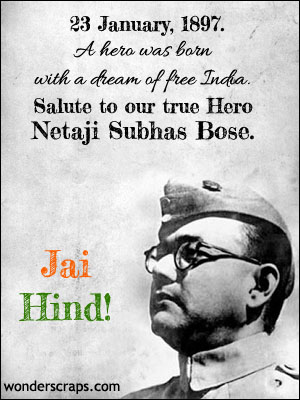 23 January, 1897.
A hero was born
with a dream of free India.
Salute to our true Hero
Netaji Subhas Bose.
Jai
Hind!
wonderscraps.com